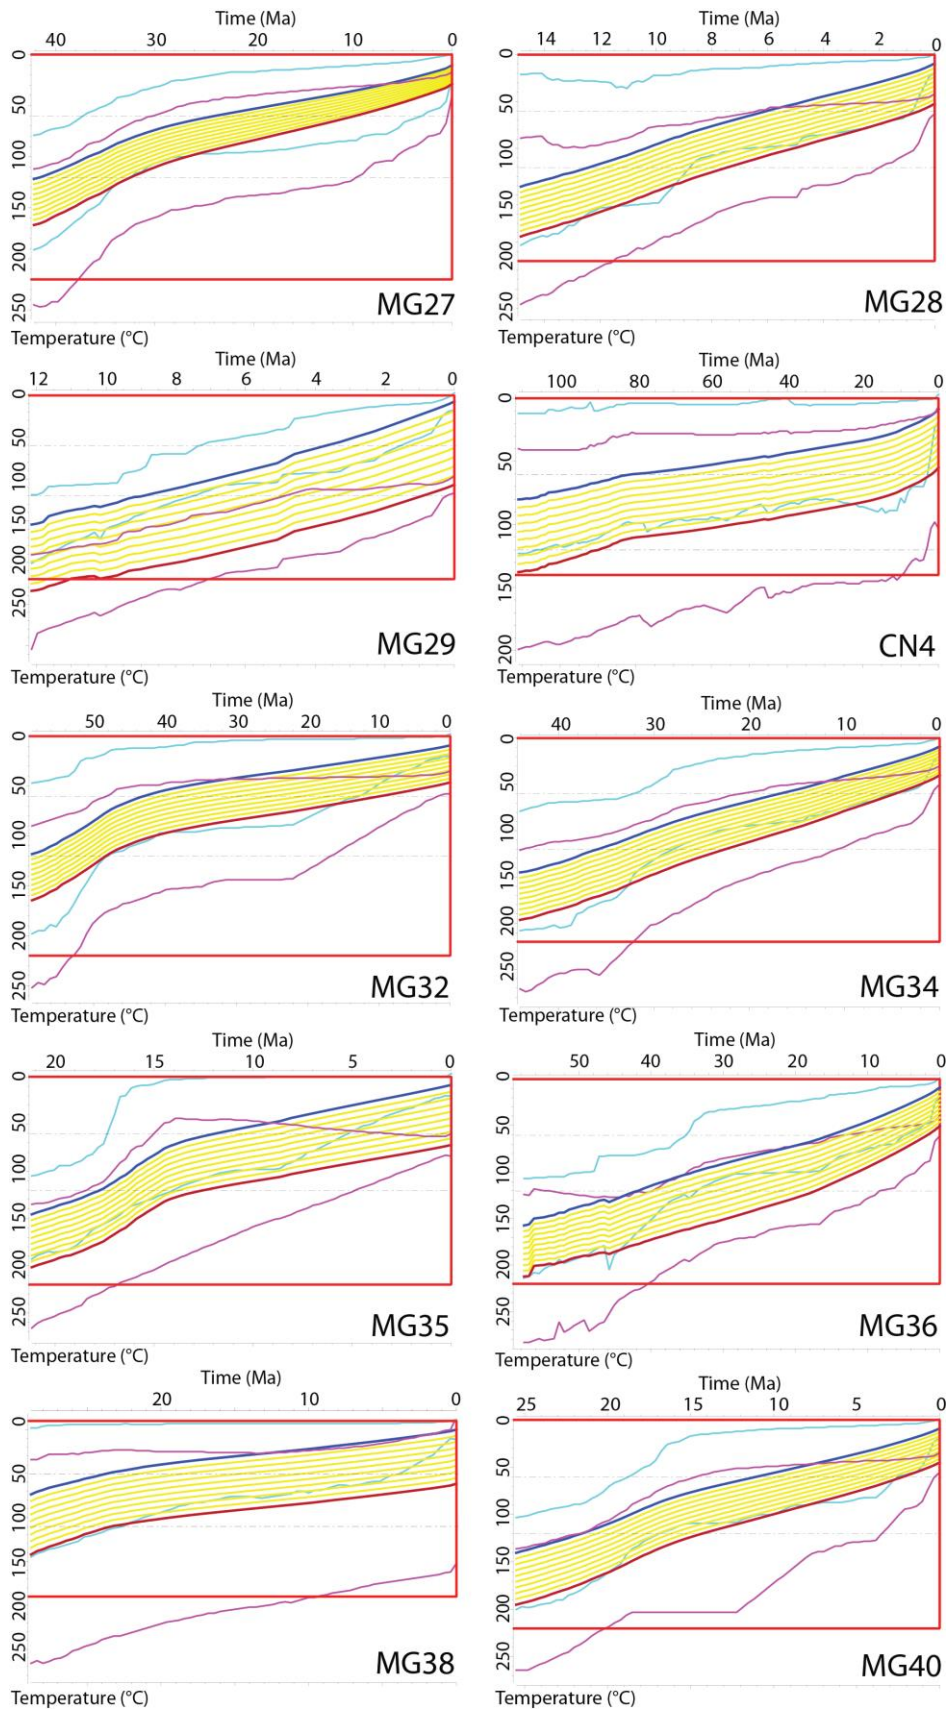 Time (Ma)
40 30 20 10 0
0
50
100
150
200
250
MG27
Temperature (°C)
Time (Ma)
14 12 10 8 6 4 2 0
0
50
100
150
200
250
MG28
Temperature (°C)
Time (Ma)
12 10 8 6 4 2 0
0
50
100
150
200
250
MG29
Temperature (°C)
Time (Ma)
100 80 60 40 20 0
0
50
100
150
200
CN4
Temperature (°C)
Time (Ma)
50 40 30 20 10 0
0
50
100
150
200
250
MG32
Temperature (°C)
Time (Ma)
40 30 20 10 0
0
50
100
150
200
250
MG34
Temperature (°C)
Time (Ma)
20 15 10 5 0
0
50
100
150
200
250
MG35
Temperature (°C)
Time (Ma)
50 40 30 20 10 0
0
50
100
150
200
250
MG36
Temperature (°C)
Time (Ma)
20 10 0
0
50
100
150
200
250
MG38
Temperature (°C)
Time (Ma)
25 20 15 10 5 0
0
50
100
150
200
250
MG40
Temperature (°C)